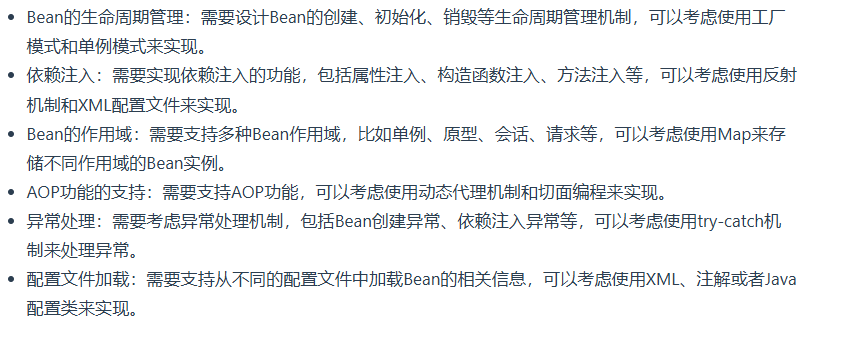 • Bean的生命周期管理：需要设计Bean的创建、初始化、销毁等生命周期管理机制，可以考虑使用工厂
模式和单例模式来实现。
• 依赖注入：需要实现依赖注入的功能，包括属性注入、构造函数注入、方法注入等，可以考虑使用反射
机制和XML配置文件来实现。
• Bean的作用域：需要支持多种Bean作用域，比如单例、原型、会话、请求等，可以考虑使用Map来存
储不同作用域的Bean实例。
• AOP功能的支持：需要支持AOP功能，可以考虑使用动态代理机制和切面编程来实现。
• 异常处理：需要考虑异常处理机制，包括Bean创建异常、依赖注入异常等，可以考虑使用try-catch机
制来处理异常。
• 配置文件加载：需要支持从不同的配置文件中加载Bean的相关信息，可以考虑使用XML、注解或者Java
配置类来实现。